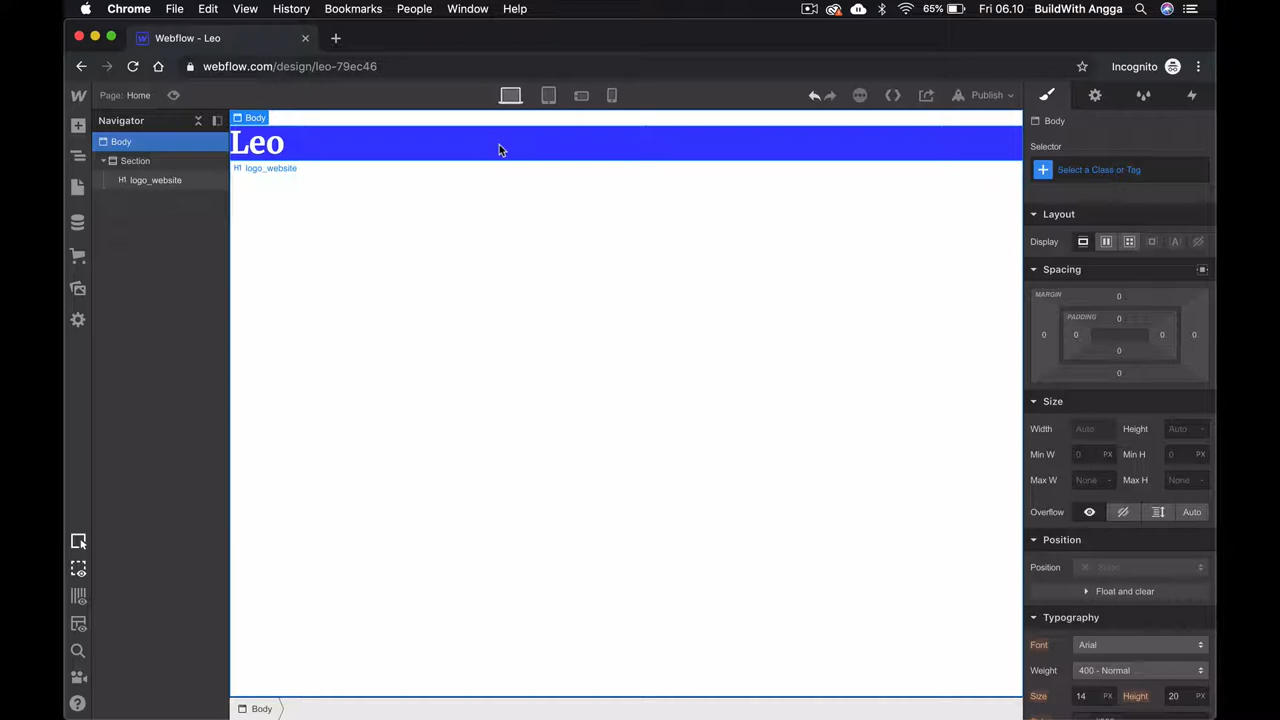 Chrome File Edit View History Bookmarks People Window Help 65% Fri 06.10 BuildWith Angga
Webflow - Leo
webflow.com/design/leo-79ec46 Incognito
Page: Home Publish
Navigator
Body
Section
H1 logo_website
Body
Leo
H1 logo_website
Body
Body
Selector
Select a Class or Tag
Layout
Display
Spacing
MARGIN 0
PADDING 0
0 0 0 0
0
0
Size
Width Auto Height Auto -
Min W 0 PX Min H 0 PX
Max W None - Max H None -
Overflow Auto
Position
Position Static
Float and clear
Typography
Font Arial
Weight 400 - Normal
Size 14 PX Height 20 PX